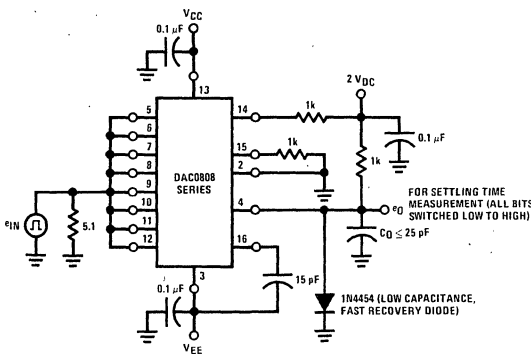 VCC
0.1 μF
2 VDC
13
5
14
1k
6
7
15
1k
0.1 μF
8
DAC0808
SERIES
2
1k
9
4
eO
FOR SETTLING TIME
MEASUREMENT (ALL BITS
SWITCHED LOW TO HIGH)
eIN
5.1
10
11
16
CO ≤ 25 pF
12
3
15 pF
0.1 μF
1N4454 (LOW CAPACITANCE,
FAST RECOVERY DIODE)
VEE